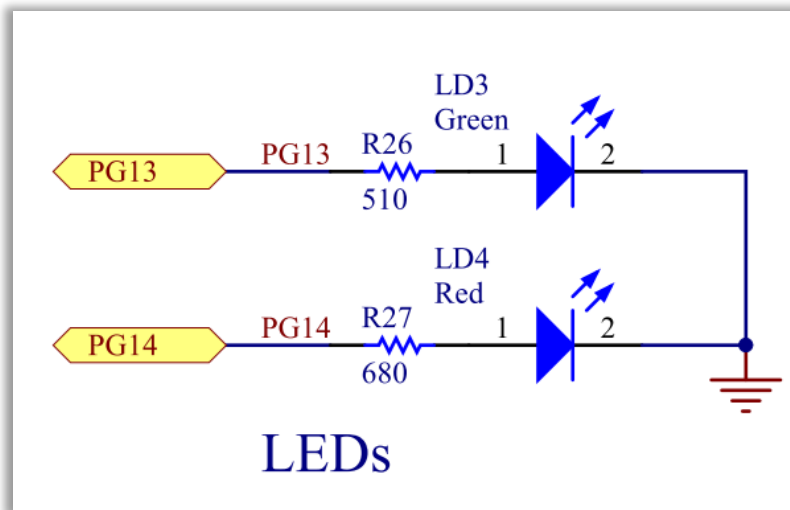 LD3
Green
PG13
PG13
R26
1
2
510
LD4
Red
PG14
PG14
R27
1
2
680
LEDs